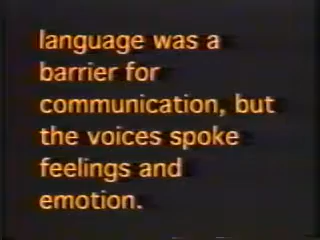 language was a
barrier for
communication, but
the voices spoke
feelings and
emotion.